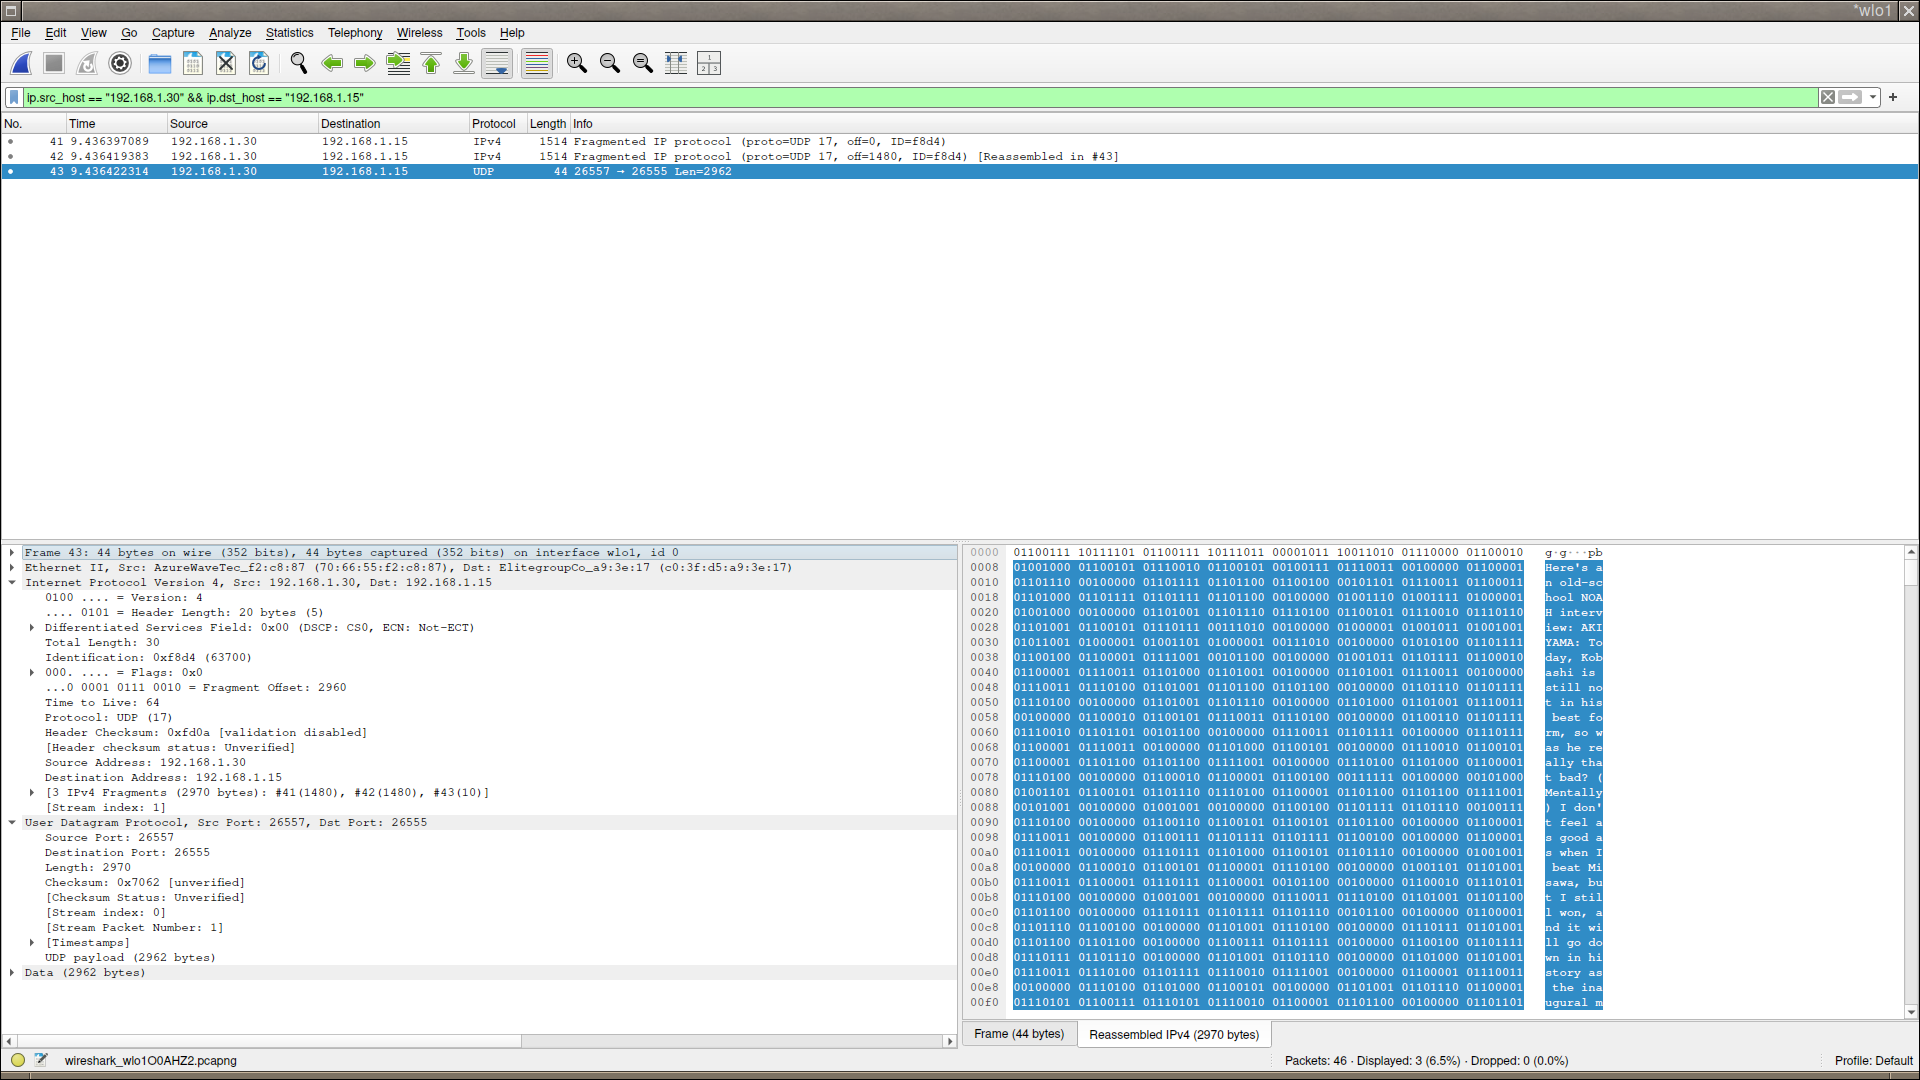 *wlo1
File Edit View Go Capture Analyze Statistics Telephony Wireless Tools Help
ip.src_host == "192.168.1.30" && ip.dst_host == "192.168.1.15"
No. Time Source Destination Protocol Length Info
41 9.436397089 192.168.1.30 192.168.1.15 IPv4 1514 Fragmented IP protocol (proto=UDP 17, off=0, ID=f8d4)
42 9.436419383 192.168.1.30 192.168.1.15 IPv4 1514 Fragmented IP protocol (proto=UDP 17, off=1480, ID=f8d4) [Reassembled in #43]
43 9.436422314 192.168.1.30 192.168.1.15 UDP 44 26557 → 26555 Len=2962
Frame 43: 44 bytes on wire (352 bits), 44 bytes captured (352 bits) on interface wlo1, id 0
Ethernet II, Src: AzureWaveTec_f2:c8:87 (70:66:55:f2:c8:87), Dst: ElitegroupCo_a9:3e:17 (c0:3f:d5:a9:3e:17)
Internet Protocol Version 4, Src: 192.168.1.30, Dst: 192.168.1.15
0100 .... = Version: 4
.... 0101 = Header Length: 20 bytes (5)
Differentiated Services Field: 0x00 (DSCP: CS0, ECN: Not-ECT)
Total Length: 30
Identification: 0xf8d4 (63700)
000. .... = Flags: 0x0
...0 0001 0111 0010 = Fragment Offset: 2960
Time to Live: 64
Protocol: UDP (17)
Header Checksum: 0xfd0a [validation disabled]
[Header checksum status: Unverified]
Source Address: 192.168.1.30
Destination Address: 192.168.1.15
[3 IPv4 Fragments (2970 bytes): #41(1480), #42(1480), #43(10)]
[Stream index: 1]
User Datagram Protocol, Src Port: 26557, Dst Port: 26555
Source Port: 26557
Destination Port: 26555
Length: 2970
Checksum: 0x7062 [unverified]
[Checksum Status: Unverified]
[Stream index: 0]
[Stream Packet Number: 1]
[Timestamps]
UDP payload (2962 bytes)
Data (2962 bytes)
0000 01100111 10111101 01100111 10111011 00001011 10011010 01110000 01100010 g·g···pb
0008 01001000 01100101 01110010 01100101 00100111 01110011 00100000 01100001 Here's a
0010 01101110 00100000 01101111 01101100 01100100 00101101 01110011 01100011 n old-sc
0018 01101000 01101111 01101111 01101100 00100000 01001110 01001111 01000001 hool NOA
0020 01001000 00100000 01101001 01101110 01110100 01100101 01110010 01110110 H interv
0028 01101001 01100101 01110111 00111010 00100000 01000001 01001011 01001001 iew: AKI
0030 01011001 01000001 01001101 01000001 00111010 00100000 01010100 01101111 YAMA: To
0038 01100100 01100001 01111001 00101100 00100000 01001011 01101111 01100010 day, Kob
0040 01100001 01110011 01101000 01101001 00100000 01101001 01110011 00100000 ashi is
0048 01110011 01110100 01101001 01101100 01101100 00100000 01101110 01101111 still no
0050 01110100 00100000 01101001 01101110 00100000 01101000 01101001 01110011 t in his
0058 00100000 01100010 01100101 01110011 01110100 00100000 01100110 01101111 best fo
0060 01110010 01101101 00101100 00100000 01110011 01101111 00100000 01110111 rm, so w
0068 01100001 01110011 00100000 01101000 01100101 00100000 01110010 01100101 as he re
0070 01100001 01101100 01101100 01111001 00100000 01110100 01101000 01100001 ally tha
0078 01110100 00100000 01100010 01100001 01100100 00111111 00100000 00101000 t bad? (
0080 01001101 01100101 01101110 01110100 01100001 01101100 01101100 01111001 Mentally
0088 00101001 00100000 01001001 00100000 01100100 01101111 01101110 00100111 ) I don'
0090 01110100 00100000 01100110 01100101 01100101 01101100 00100000 01100001 t feel a
0098 01110011 00100000 01100111 01101111 01101111 01100100 00100000 01100001 s good a
00a0 01110011 00100000 01110111 01101000 01100101 01101110 00100000 01001001 s when I
00a8 00100000 01100010 01100101 01100001 01110100 00100000 01001101 01101001 beat Mi
00b0 01110011 01100001 01110111 01100001 00101100 00100000 01100010 01110101 sawa, bu
00b8 01110100 00100000 01001001 00100000 01110011 01110100 01101001 01101100 t I stil
00c0 01101100 00100000 01110111 01101111 01101110 00101100 00100000 01100001 l won, a
00c8 01101110 01100100 00100000 01101001 01110100 00100000 01110111 01101001 nd it wi
00d0 01101100 01101100 00100000 01100111 01101111 00100000 01100100 01101111 ll go do
00d8 01110111 01101110 00100000 01101001 01101110 00100000 01101000 01101001 wn in hi
00e0 01110011 01110100 01101111 01110010 01111001 00100000 01100001 01110011 story as
00e8 00100000 01110100 01101000 01100101 00100000 01101001 01101110 01100001 the ina
00f0 01110101 01100111 01110101 01110010 01100001 01101100 00100000 01101101 ugural m
Frame (44 bytes) Reassembled IPv4 (2970 bytes)
wireshark_wlo1O0AHZ2.pcapng
Packets: 46 · Displayed: 3 (6.5%) · Dropped: 0 (0.0%)
Profile: Default